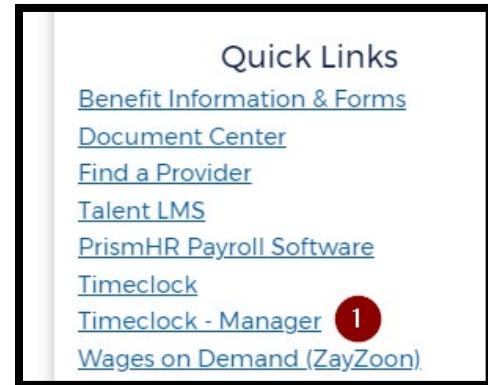 Quick Links
Benefit Information & Forms
Document Center
Find a Provider
Talent LMS
PrismHR Payroll Software
Timeclock
Timeclock - Manager 1
Wages on Demand (ZayZoon)